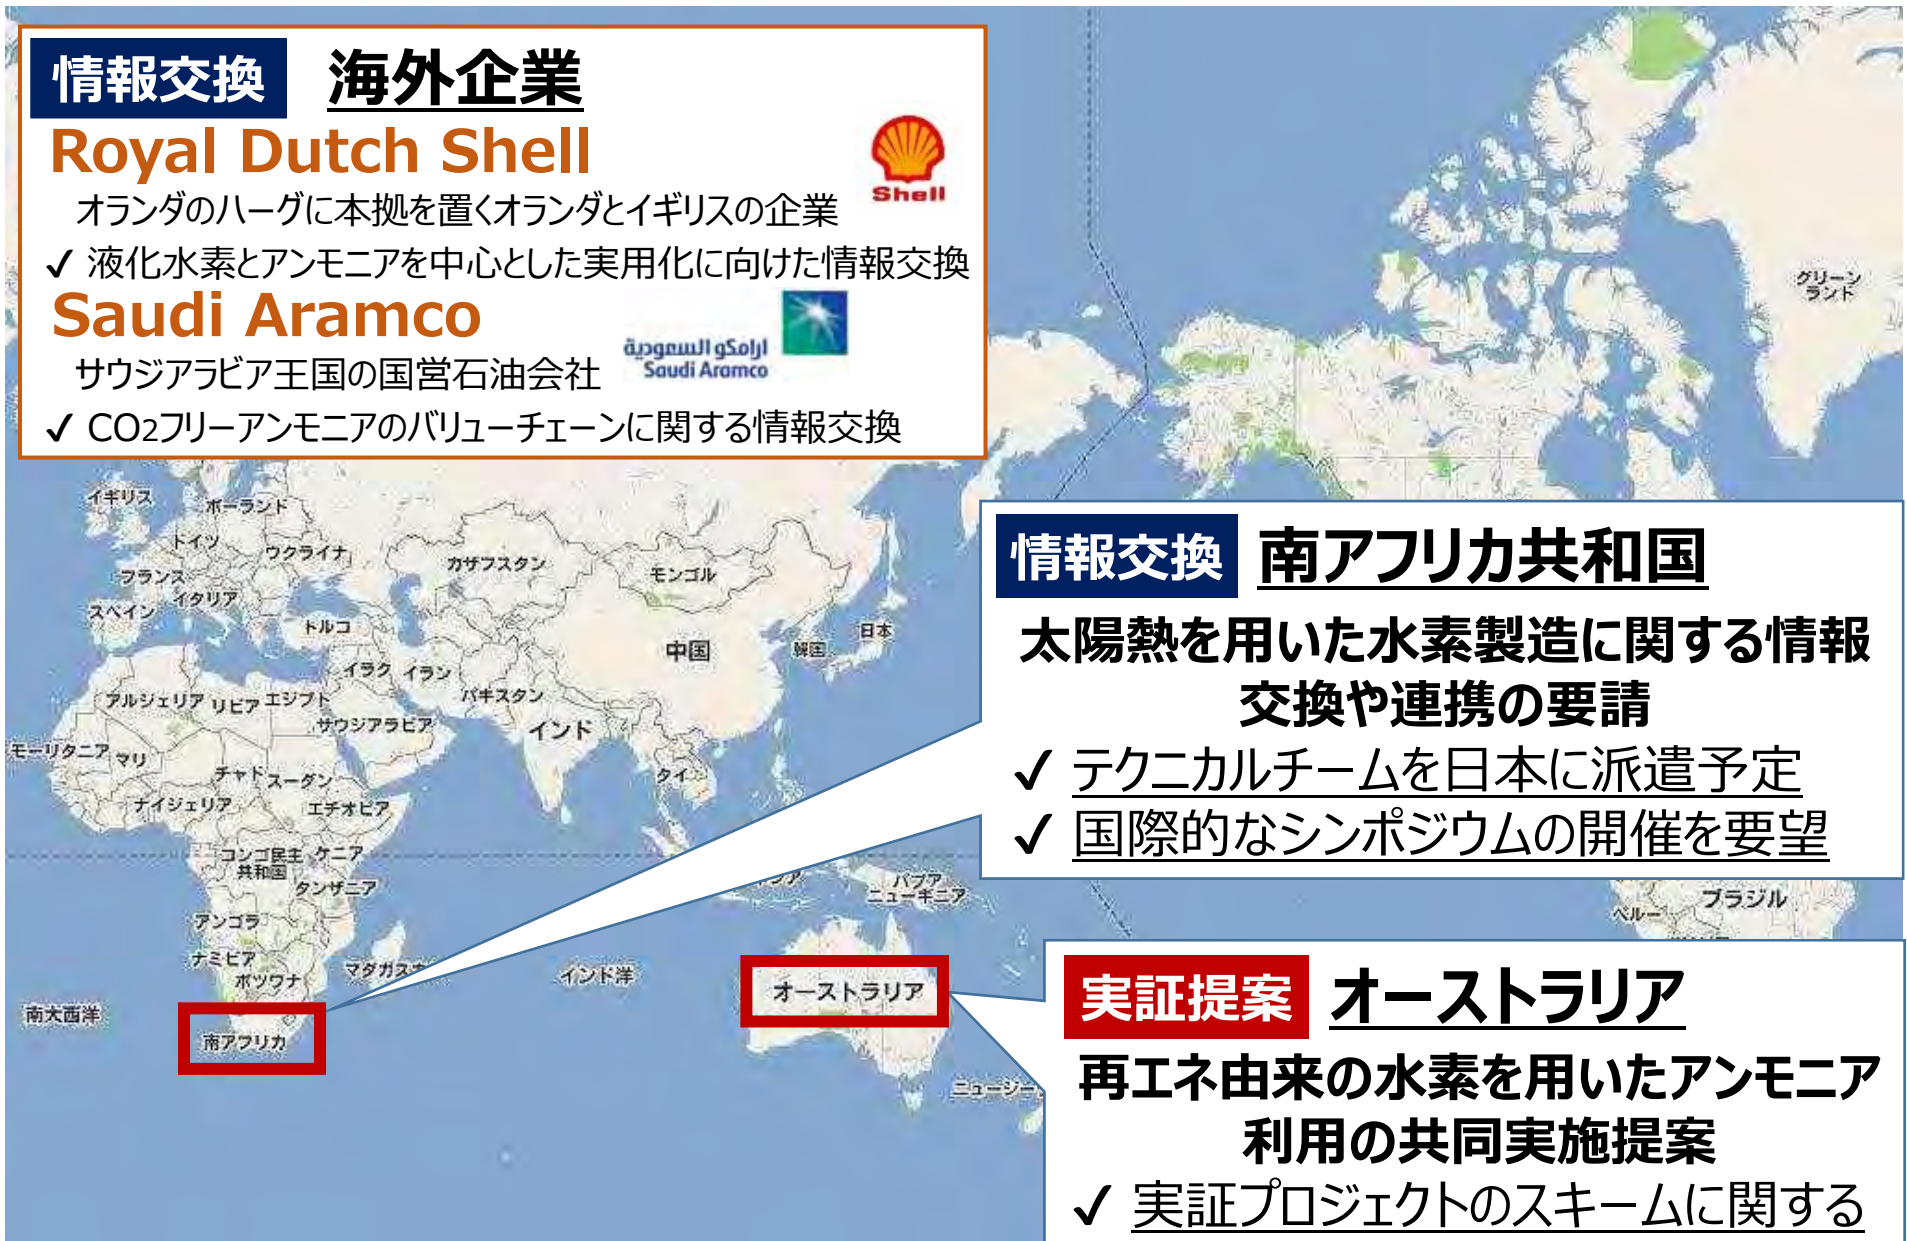 情報交換 海外企業
Royal Dutch Shell
Shell
オランダのハーグに本拠を置くオランダとイギリスの企業
✓ 液化水素とアンモニアを中心とした実用化に向けた情報交換
Saudi Aramco
ارامكو السعودية
Saudi Aramco
サウジアラビア王国の国営石油会社
✓ CO2フリーアンモニアのバリューチェーンに関する情報交換
グリーン
ランド
イギリス
ポーランド
ドイツ
ウクライナ
カザフスタン
モンゴル
フランス
イタリア
スペイン
トルコ
中国
韓国
日本
イラク
イラン
パキスタン
アルジェリア
リビア
エジプト
サウジアラビア
インド
モーリタニア
マリ
チャド
スーダン
タイ
ナイジェリア
エチオピア
コンゴ民主
共和国
ケニア
タンザニア
アンゴラ
ナミビア
ボツワナ
マダガス
インド洋
南大西洋
南アフリカ
パプア
ニューギニア
オーストラリア
ニュージー
ペルー
ブラジル
情報交換 南アフリカ共和国
太陽熱を用いた水素製造に関する情報
交換や連携の要請
✓ テクニカルチームを日本に派遣予定
✓ 国際的なシンポジウムの開催を要望
実証提案 オーストラリア
再エネ由来の水素を用いたアンモニア
利用の共同実施提案
✓ 実証プロジェクトのスキームに関する